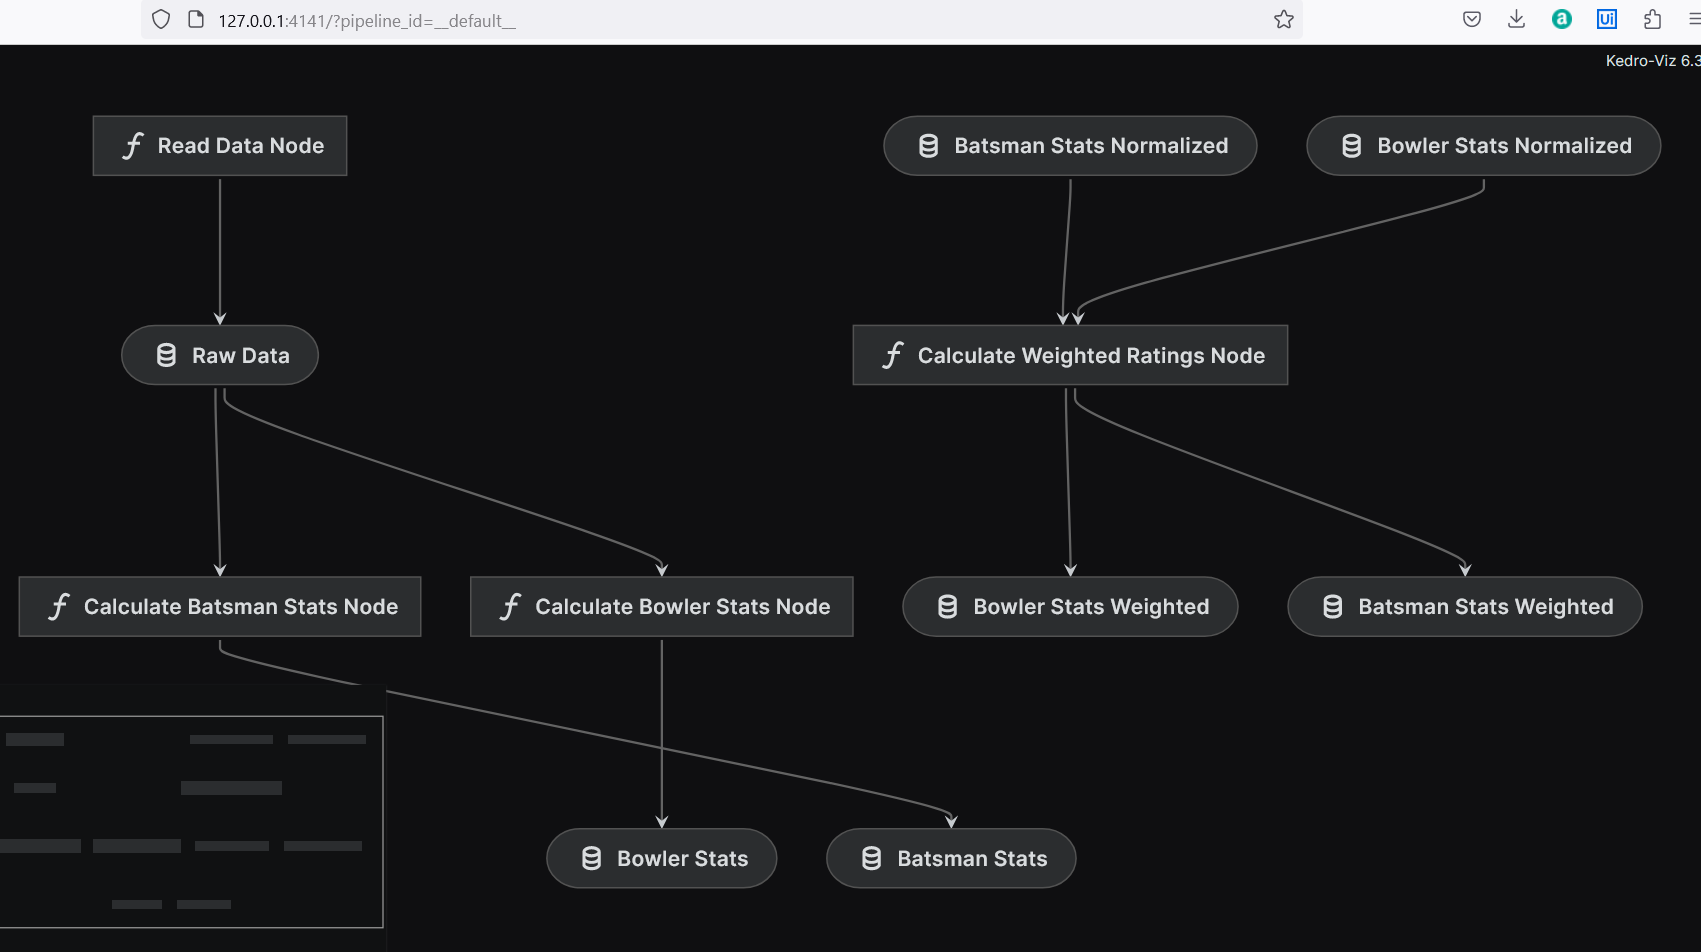 127.0.0.1:4141/?pipeline_id=__default__
Kedro-Viz 6.3
Read Data Node
Batsman Stats Normalized
Bowler Stats Normalized
Raw Data
Calculate Weighted Ratings Node
Calculate Batsman Stats Node
Calculate Bowler Stats Node
Bowler Stats Weighted
Batsman Stats Weighted
Bowler Stats
Batsman Stats